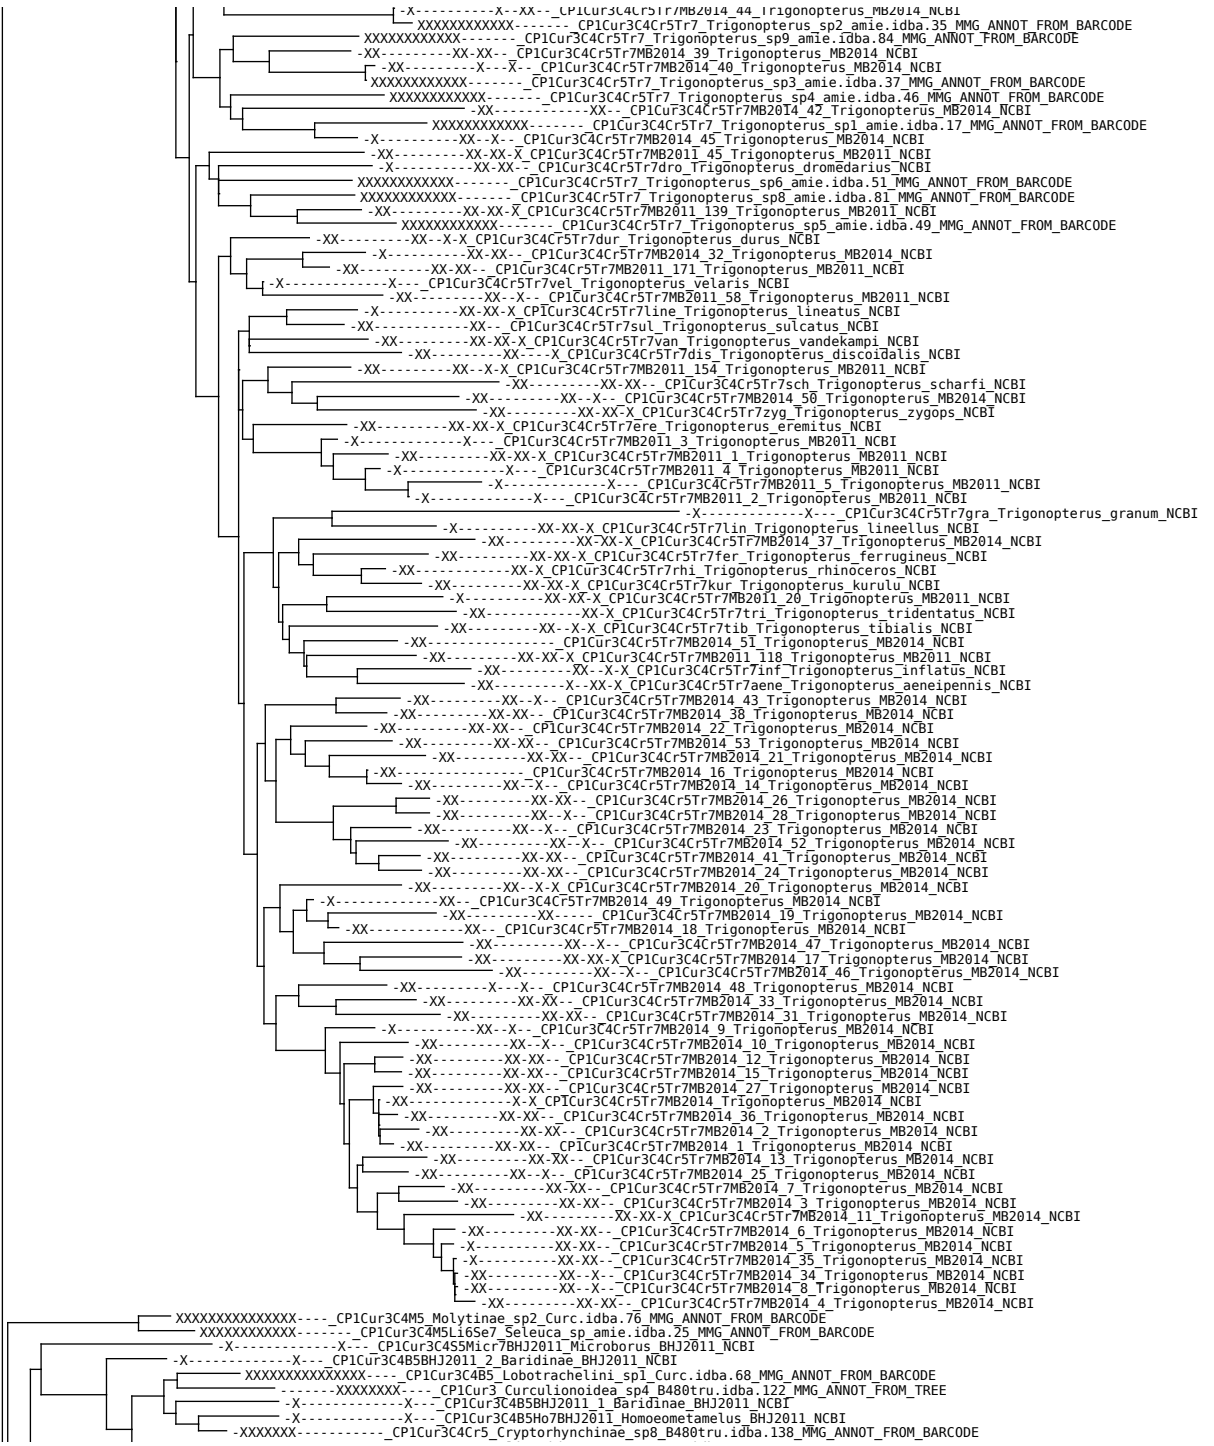 -X----------X--XX--_CP1Cur3C4Cr5Tr7MB2014_44_Trigonopterus_MB2014_NCBI
XXXXXXXXXXXX-------_CP1Cur3C4Cr5Tr7_Trigonopterus_sp2_amie.idba.35_MMG_ANNOT_FROM_BARCODE
XXXXXXXXXXXX-------_CP1Cur3C4Cr5Tr7_Trigonopterus_sp9_amie.idba.84_MMG_ANNOT_FROM_BARCODE
-XX---------XX-XX--_CP1Cur3C4Cr5Tr7MB2014_39_Trigonopterus_MB2014_NCBI
-XX---------X---X--_CP1Cur3C4Cr5Tr7MB2014_40_Trigonopterus_MB2014_NCBI
XXXXXXXXXXXX-------_CP1Cur3C4Cr5Tr7_Trigonopterus_sp3_amie.idba.37_MMG_ANNOT_FROM_BARCODE
XXXXXXXXXXXX-------_CP1Cur3C4Cr5Tr7_Trigonopterus_sp4_amie.idba.46_MMG_ANNOT_FROM_BARCODE
-XX------------XX--_CP1Cur3C4Cr5Tr7MB2014_42_Trigonopterus_MB2014_NCBI
XXXXXXXXXXXX-------_CP1Cur3C4Cr5Tr7_Trigonopterus_sp1_amie.idba.17_MMG_ANNOT_FROM_BARCODE
-X----------XX--X--_CP1Cur3C4Cr5Tr7MB2014_45_Trigonopterus_MB2014_NCBI
-XX---------XX-XX-X_CP1Cur3C4Cr5Tr7MB2011_45_Trigonopterus_MB2011_NCBI
-X----------XX-XX--_CP1Cur3C4Cr5Tr7dro_Trigonopterus_dromedarius_NCBI
XXXXXXXXXXXX-------_CP1Cur3C4Cr5Tr7_Trigonopterus_sp6_amie.idba.51_MMG_ANNOT_FROM_BARCODE
XXXXXXXXXXXX-------_CP1Cur3C4Cr5Tr7_Trigonopterus_sp8_amie.idba.81_MMG_ANNOT_FROM_BARCODE
-XX---------XX-XX-X_CP1Cur3C4Cr5Tr7MB2011_139_Trigonopterus_MB2011_NCBI
XXXXXXXXXXXX-------_CP1Cur3C4Cr5Tr7_Trigonopterus_sp5_amie.idba.49_MMG_ANNOT_FROM_BARCODE
-XX---------XX--X-X_CP1Cur3C4Cr5Tr7dur_Trigonopterus_durus_NCBI
-X----------XX-XX--_CP1Cur3C4Cr5Tr7MB2014_32_Trigonopterus_MB2014_NCBI
-XX---------XX-XX--_CP1Cur3C4Cr5Tr7MB2011_171_Trigonopterus_MB2011_NCBI
-X-------------X---_CP1Cur3C4Cr5Tr7vel_Trigonopterus_velaris_NCBI
-XX---------XX--X--_CP1Cur3C4Cr5Tr7MB2011_58_Trigonopterus_MB2011_NCBI
-X----------XX-XX-X_CP1Cur3C4Cr5Tr7line_Trigonopterus_lineatus_NCBI
-XX------------XX--_CP1Cur3C4Cr5Tr7sul_Trigonopterus_sulcatus_NCBI
-XX---------XX-XX-X_CP1Cur3C4Cr5Tr7van_Trigonopterus_vandekampi_NCBI
-XX---------XX----X_CP1Cur3C4Cr5Tr7dis_Trigonopterus_discoidalis_NCBI
-XX---------XX--X-X_CP1Cur3C4Cr5Tr7MB2011_154_Trigonopterus_MB2011_NCBI
-XX---------XX-XX--_CP1Cur3C4Cr5Tr7sch_Trigonopterus_scharfi_NCBI
-XX---------XX--X--_CP1Cur3C4Cr5Tr7MB2014_50_Trigonopterus_MB2014_NCBI
-XX---------XX-XX-X_CP1Cur3C4Cr5Tr7zyg_Trigonopterus_zygops_NCBI
-XX---------XX-XX-X_CP1Cur3C4Cr5Tr7ere_Trigonopterus_eremitus_NCBI
-X-------------X---_CP1Cur3C4Cr5Tr7MB2011_3_Trigonopterus_MB2011_NCBI
-XX---------XX-XX-X_CP1Cur3C4Cr5Tr7MB2011_1_Trigonopterus_MB2011_NCBI
-X-------------X---_CP1Cur3C4Cr5Tr7MB2011_4_Trigonopterus_MB2011_NCBI
-X-------------X---_CP1Cur3C4Cr5Tr7MB2011_5_Trigonopterus_MB2011_NCBI
-X-------------X---_CP1Cur3C4Cr5Tr7MB2011_2_Trigonopterus_MB2011_NCBI
-X-------------X---_CP1Cur3C4Cr5Tr7gra_Trigonopterus_granum_NCBI
-X----------XX-XX-X_CP1Cur3C4Cr5Tr7lin_Trigonopterus_lineellus_NCBI
-XX---------XX-XX-X_CP1Cur3C4Cr5Tr7MB2014_37_Trigonopterus_MB2014_NCBI
-XX---------XX-XX-X_CP1Cur3C4Cr5Tr7fer_Trigonopterus_ferrugineus_NCBI
-XX------------XX-X_CP1Cur3C4Cr5Tr7rhi_Trigonopterus_rhinoceros_NCBI
-XX---------XX-XX-X_CP1Cur3C4Cr5Tr7kur_Trigonopterus_kurulu_NCBI
-X----------XX-XX-X_CP1Cur3C4Cr5Tr7MB2011_20_Trigonopterus_MB2011_NCBI
-XX------------XX-X_CP1Cur3C4Cr5Tr7tri_Trigonopterus_tridentatus_NCBI
-XX---------XX--X-X_CP1Cur3C4Cr5Tr7tib_Trigonopterus_tibialis_NCBI
-XX----------------_CP1Cur3C4Cr5Tr7MB2014_51_Trigonopterus_MB2014_NCBI
-XX---------XX-XX-X_CP1Cur3C4Cr5Tr7MB2011_118_Trigonopterus_MB2011_NCBI
-XX---------XX--X-X_CP1Cur3C4Cr5Tr7inf_Trigonopterus_inflatus_NCBI
-XX---------X--XX-X_CP1Cur3C4Cr5Tr7aene_Trigonopterus_aeneipennis_NCBI
-XX---------XX--X--_CP1Cur3C4Cr5Tr7MB2014_43_Trigonopterus_MB2014_NCBI
-XX---------XX-XX--_CP1Cur3C4Cr5Tr7MB2014_38_Trigonopterus_MB2014_NCBI
-XX---------XX-XX--_CP1Cur3C4Cr5Tr7MB2014_22_Trigonopterus_MB2014_NCBI
-XX---------XX-XX--_CP1Cur3C4Cr5Tr7MB2014_53_Trigonopterus_MB2014_NCBI
-XX---------XX-XX--_CP1Cur3C4Cr5Tr7MB2014_21_Trigonopterus_MB2014_NCBI
-XX----------------_CP1Cur3C4Cr5Tr7MB2014_16_Trigonopterus_MB2014_NCBI
-XX---------XX--X--_CP1Cur3C4Cr5Tr7MB2014_14_Trigonopterus_MB2014_NCBI
-XX---------XX-XX--_CP1Cur3C4Cr5Tr7MB2014_26_Trigonopterus_MB2014_NCBI
-XX---------XX--X--_CP1Cur3C4Cr5Tr7MB2014_28_Trigonopterus_MB2014_NCBI
-XX---------XX--X--_CP1Cur3C4Cr5Tr7MB2014_23_Trigonopterus_MB2014_NCBI
-XX---------XX--X--_CP1Cur3C4Cr5Tr7MB2014_52_Trigonopterus_MB2014_NCBI
-XX---------XX-XX--_CP1Cur3C4Cr5Tr7MB2014_41_Trigonopterus_MB2014_NCBI
-XX---------XX-XX--_CP1Cur3C4Cr5Tr7MB2014_24_Trigonopterus_MB2014_NCBI
-XX---------XX--X-X_CP1Cur3C4Cr5Tr7MB2014_20_Trigonopterus_MB2014_NCBI
-X-------------XX--_CP1Cur3C4Cr5Tr7MB2014_49_Trigonopterus_MB2014_NCBI
-XX---------XX-----_CP1Cur3C4Cr5Tr7MB2014_19_Trigonopterus_MB2014_NCBI
-XX------------XX--_CP1Cur3C4Cr5Tr7MB2014_18_Trigonopterus_MB2014_NCBI
-XX---------XX--X--_CP1Cur3C4Cr5Tr7MB2014_47_Trigonopterus_MB2014_NCBI
-XX---------XX-XX-X_CP1Cur3C4Cr5Tr7MB2014_17_Trigonopterus_MB2014_NCBI
-XX---------XX--X--_CP1Cur3C4Cr5Tr7MB2014_46_Trigonopterus_MB2014_NCBI
-XX---------X---X--_CP1Cur3C4Cr5Tr7MB2014_48_Trigonopterus_MB2014_NCBI
-XX---------XX-XX--_CP1Cur3C4Cr5Tr7MB2014_33_Trigonopterus_MB2014_NCBI
-XX---------XX-XX--_CP1Cur3C4Cr5Tr7MB2014_31_Trigonopterus_MB2014_NCBI
-X----------XX--X--_CP1Cur3C4Cr5Tr7MB2014_9_Trigonopterus_MB2014_NCBI
-XX---------XX--X--_CP1Cur3C4Cr5Tr7MB2014_10_Trigonopterus_MB2014_NCBI
-XX---------XX-XX--_CP1Cur3C4Cr5Tr7MB2014_12_Trigonopterus_MB2014_NCBI
-XX---------XX-XX--_CP1Cur3C4Cr5Tr7MB2014_15_Trigonopterus_MB2014_NCBI
-XX---------XX-XX--_CP1Cur3C4Cr5Tr7MB2014_27_Trigonopterus_MB2014_NCBI
-XX-------------X-X_CP1Cur3C4Cr5Tr7MB2014_Trigonopterus_MB2014_NCBI
-XX---------XX-XX--_CP1Cur3C4Cr5Tr7MB2014_36_Trigonopterus_MB2014_NCBI
-XX---------XX-XX--_CP1Cur3C4Cr5Tr7MB2014_2_Trigonopterus_MB2014_NCBI
-XX---------XX-XX--_CP1Cur3C4Cr5Tr7MB2014_1_Trigonopterus_MB2014_NCBI
-XX---------XX-XX--_CP1Cur3C4Cr5Tr7MB2014_13_Trigonopterus_MB2014_NCBI
-XX---------XX--X--_CP1Cur3C4Cr5Tr7MB2014_25_Trigonopterus_MB2014_NCBI
-XX---------XX-XX--_CP1Cur3C4Cr5Tr7MB2014_7_Trigonopterus_MB2014_NCBI
-XX---------XX-XX--_CP1Cur3C4Cr5Tr7MB2014_3_Trigonopterus_MB2014_NCBI
-XX---------XX-XX-X_CP1Cur3C4Cr5Tr7MB2014_11_Trigonopterus_MB2014_NCBI
-XX---------XX-XX--_CP1Cur3C4Cr5Tr7MB2014_6_Trigonopterus_MB2014_NCBI
-X----------XX-XX--_CP1Cur3C4Cr5Tr7MB2014_5_Trigonopterus_MB2014_NCBI
-X----------XX-XX--_CP1Cur3C4Cr5Tr7MB2014_35_Trigonopterus_MB2014_NCBI
-XX---------XX--X--_CP1Cur3C4Cr5Tr7MB2014_34_Trigonopterus_MB2014_NCBI
-XX---------XX--X--_CP1Cur3C4Cr5Tr7MB2014_8_Trigonopterus_MB2014_NCBI
-XX---------XX-XX--_CP1Cur3C4Cr5Tr7MB2014_4_Trigonopterus_MB2014_NCBI
XXXXXXXXXXXXXXX----_CP1Cur3C4M5_Molytinae_sp2_Curc.idba.76_MMG_ANNOT_FROM_BARCODE
XXXXXXXXXXXX-------_CP1Cur3C4M5Li6Se7_Seleuca_sp_amie.idba.25_MMG_ANNOT_FROM_BARCODE
-X-------------X---_CP1Cur3C4S5Micr7BHJ2011_Microborus_BHJ2011_NCBI
-X-------------X---_CP1Cur3C4B5BHJ2011_2_Baridinae_BHJ2011_NCBI
XXXXXXXXXXXXXXX----_CP1Cur3C4B5_Lobotrachelini_sp1_Curc.idba.68_MMG_ANNOT_FROM_BARCODE
-------XXXXXXXX----_CP1Cur3_Curculionoidea_sp4_B480tru.idba.122_MMG_ANNOT_FROM_TREE
-X-------------X---_CP1Cur3C4B5BHJ2011_1_Baridinae_BHJ2011_NCBI
-X-------------X---_CP1Cur3C4B5Ho7BHJ2011_Homoeometamelus_BHJ2011_NCBI
-XXXXXXX-----------_CP1Cur3C4Cr5_Cryptorhynchinae_sp8_B480tru.idba.138_MMG_ANNOT_FROM_BARCODE